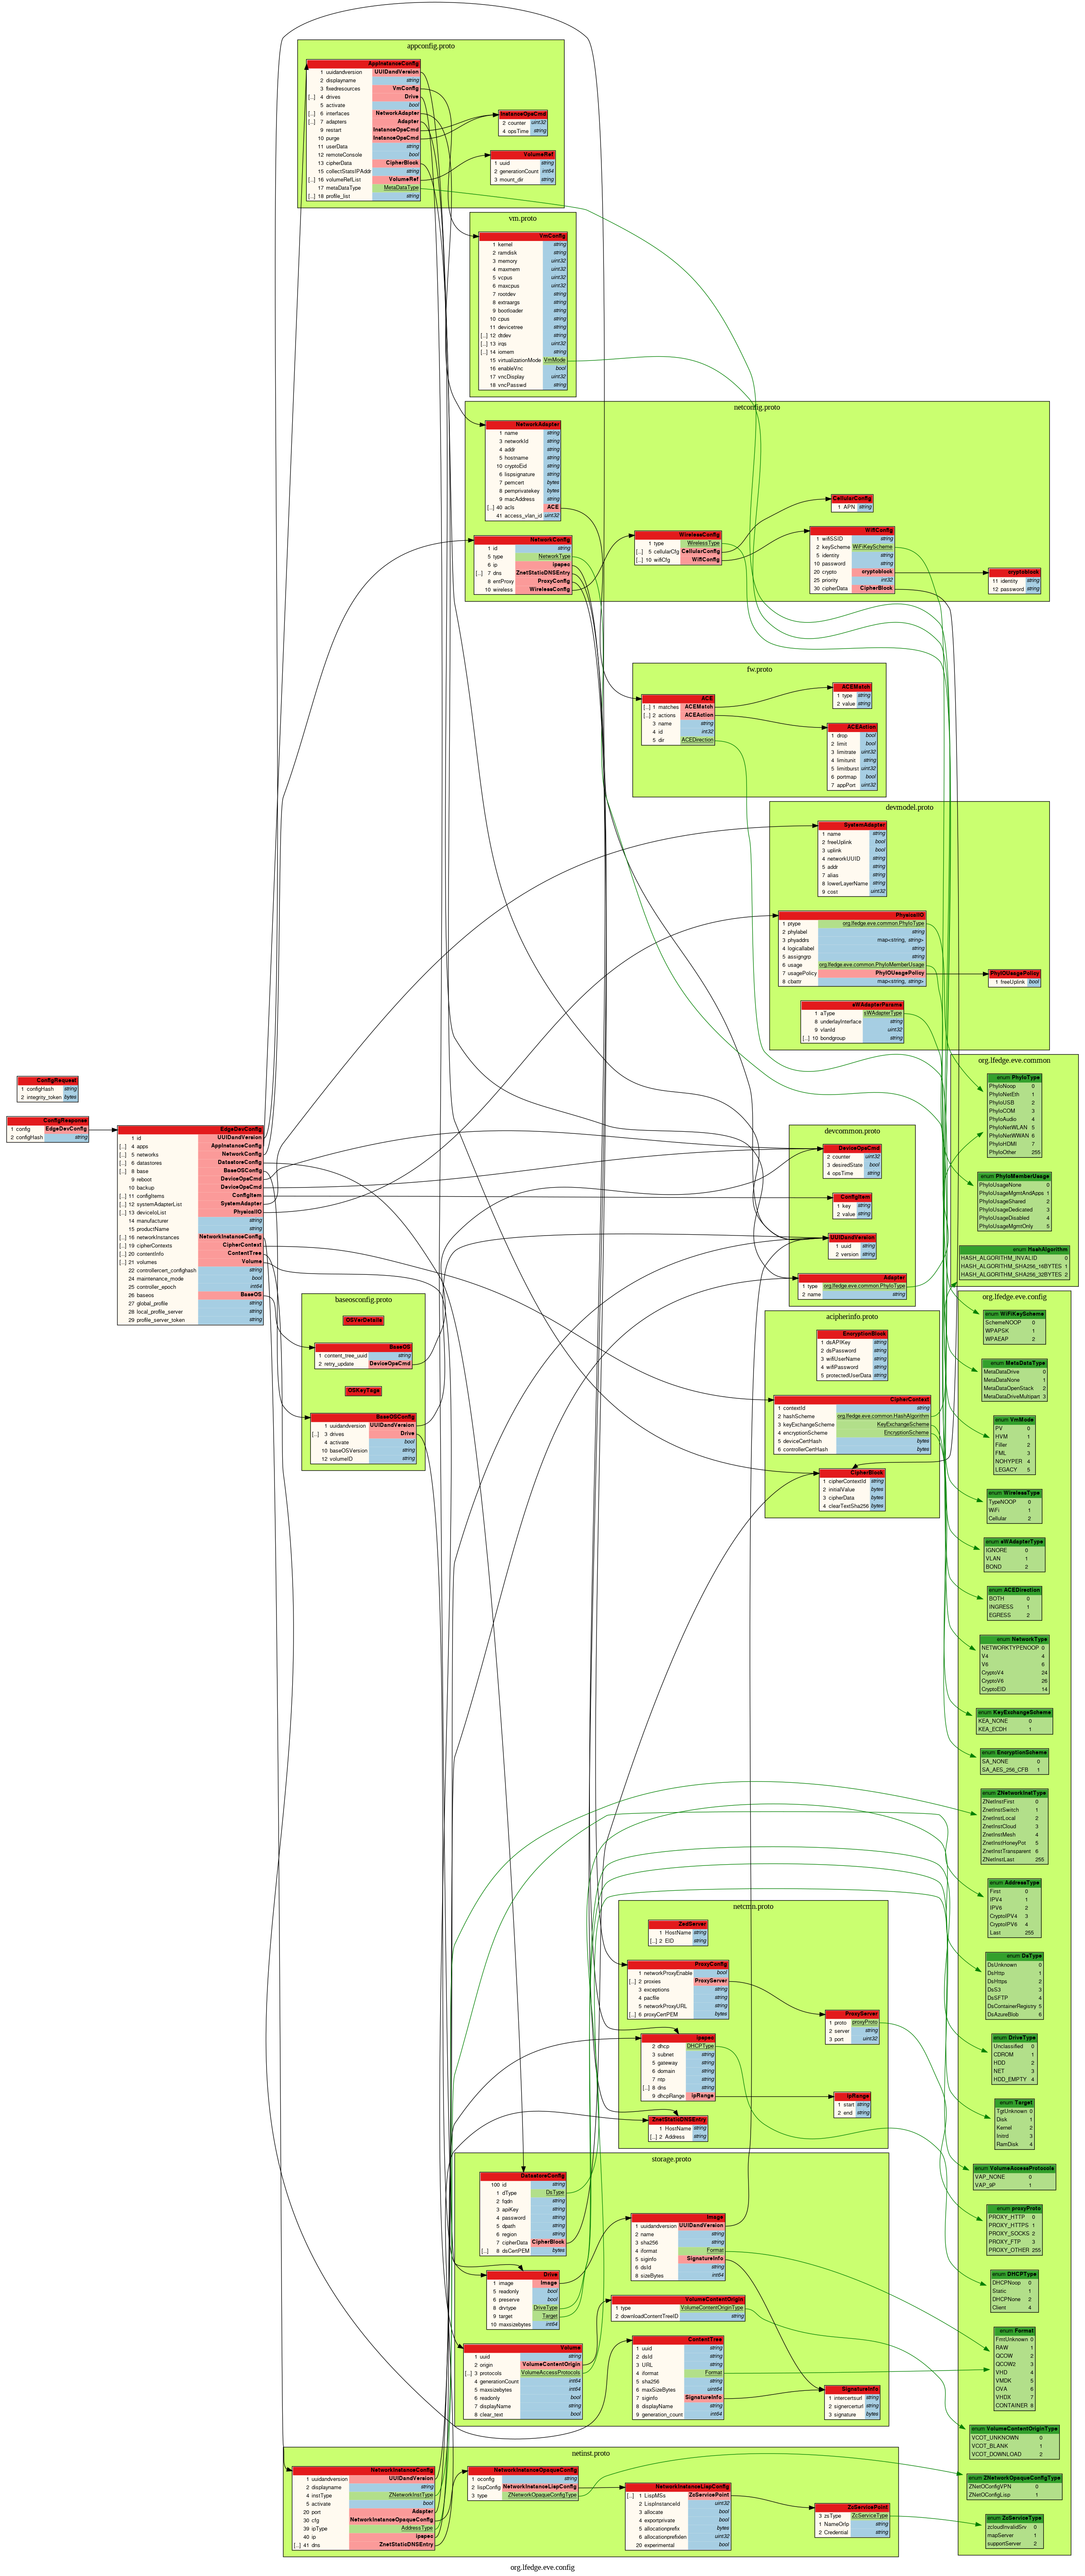 appconfig.proto
AppInstanceConfig
1 uuidandversion UUIDandVersion
2 displayname string
3 fixedresources VmConfig
[...] 4 drives Drive
5 activate bool
[...] 6 interfaces NetworkAdapter
[...] 7 adapters Adapter
9 restart InstanceOpsCmd
10 purge InstanceOpsCmd
11 userData string
12 remoteConsole bool
13 cipherData CipherBlock
15 collectStatsIPAddr string
[...] 16 volumeRefList VolumeRef
17 metaDataType MetaDataType
[...] 18 profile_list string
InstanceOpsCmd
2 counter uint32
4 opsTime string
VolumeRef
1 uuid string
2 generationCount int64
3 mount_dir string
vm.proto
VmConfig
1 kernel string
2 ramdisk string
3 memory uint32
4 maxmem uint32
5 vcpus uint32
6 maxcpus uint32
7 rootdev string
8 extraargs string
9 bootloader string
10 cpus string
11 devicetree string
[...] 12 dtdev string
[...] 13 irqs uint32
[...] 14 iomem string
15 virtualizationMode VmMode
16 enableVnc bool
17 vncDisplay uint32
18 vncPasswd string
netconfig.proto
NetworkAdapter
1 name string
3 networkId string
4 addr string
5 hostname string
10 cryptoEid string
6 lispsignature string
7 pemcert bytes
8 pemprivatekey bytes
9 macAddress string
[...] 40 acls ACE
41 access_vlan_id uint32
NetworkConfig
1 id string
5 type NetworkType
6 ip ipspec
[...] 7 dns ZnetStaticDNSEntry
8 entProxy ProxyConfig
10 wireless WirelessConfig
WirelessConfig
1 type WirelessType
[...] 5 cellularCfg CellularConfig
[...] 10 wifiCfg WifiConfig
CellularConfig
1 APN string
WifiConfig
1 wifiSSID string
2 keyScheme WiFiKeyScheme
5 identity string
10 password string
20 crypto cryptoblock
25 priority int32
30 cipherData CipherBlock
cryptoblock
11 identity string
12 password string
fw.proto
ACE
[...] 1 matches ACEMatch
[...] 2 actions ACEAction
3 name string
4 id int32
5 dir ACEDirection
ACEMatch
1 type string
2 value string
ACEAction
1 drop bool
2 limit bool
3 limitrate uint32
4 limitunit string
5 limitburst uint32
6 portmap bool
7 appPort uint32
devmodel.proto
SystemAdapter
1 name string
2 freeUplink bool
3 uplink bool
4 networkUUID string
5 addr string
7 alias string
8 lowerLayerName string
9 cost uint32
PhysicalIO
1 ptype org.lfedge.eve.common.PhyIoType
2 phylabel string
3 phyaddrs map<string, string>
4 logicallabel string
5 assigngrp string
6 usage org.lfedge.eve.common.PhyIoMemberUsage
7 usagePolicy PhyIOUsagePolicy
8 cbattr map<string, string>
PhyIOUsagePolicy
1 freeUplink bool
sWAdapterParams
1 aType sWAdapterType
8 underlayInterface string
9 vlanId uint32
[...] 10 bondgroup string
ConfigRequest
1 configHash string
2 integrity_token bytes
ConfigResponse
1 config EdgeDevConfig
2 configHash string
EdgeDevConfig
1 id UUIDandVersion
[...] 4 apps AppInstanceConfig
[...] 5 networks NetworkConfig
[...] 6 datastores DatastoreConfig
[...] 8 base BaseOSConfig
9 reboot DeviceOpsCmd
10 backup DeviceOpsCmd
[...] 11 configItems ConfigItem
[...] 12 systemAdapterList SystemAdapter
[...] 13 deviceIoList PhysicalIO
14 manufacturer string
15 productName string
[...] 16 networkInstances NetworkInstanceConfig
[...] 19 cipherContexts CipherContext
[...] 20 contentInfo ContentTree
[...] 21 volumes Volume
22 controllercert_confighash string
24 maintenance_mode bool
25 controller_epoch int64
26 baseos BaseOS
27 global_profile string
28 local_profile_server string
29 profile_server_token string
baseosconfig.proto
OSVerDetails
BaseOS
1 content_tree_uuid string
2 retry_update DeviceOpsCmd
OSKeyTags
BaseOSConfig
1 uuidandversion UUIDandVersion
[...] 3 drives Drive
4 activate bool
10 baseOSVersion string
12 volumeID string
devcommon.proto
DeviceOpsCmd
2 counter uint32
3 desiredState bool
4 opsTime string
ConfigItem
1 key string
2 value string
UUIDandVersion
1 uuid string
2 version string
Adapter
1 type org.lfedge.eve.common.PhyIoType
2 name string
acipherinfo.proto
EncryptionBlock
1 dsAPIKey string
2 dsPassword string
3 wifiUserName string
4 wifiPassword string
5 protectedUserData string
CipherContext
1 contextId string
2 hashScheme org.lfedge.eve.common.HashAlgorithm
3 keyExchangeScheme KeyExchangeScheme
4 encryptionScheme EncryptionScheme
5 deviceCertHash bytes
6 controllerCertHash bytes
CipherBlock
1 cipherContextId string
2 initialValue bytes
3 cipherData bytes
4 clearTextSha256 bytes
org.lfedge.eve.common
enum PhyIoType
PhyIoNoop 0
PhyIoNetEth 1
PhyIoUSB 2
PhyIoCOM 3
PhyIoAudio 4
PhyIoNetWLAN 5
PhyIoNetWWAN 6
PhyIoHDMI 7
PhyIoOther 255
enum PhyIoMemberUsage
PhyIoUsageNone 0
PhyIoUsageMgmtAndApps 1
PhyIoUsageShared 2
PhyIoUsageDedicated 3
PhyIoUsageDisabled 4
PhyIoUsageMgmtOnly 5
enum HashAlgorithm
HASH_ALGORITHM_INVALID 0
HASH_ALGORITHM_SHA256_16BYTES 1
HASH_ALGORITHM_SHA256_32BYTES 2
org.lfedge.eve.config
enum WiFiKeyScheme
SchemeNOOP 0
WPAPSK 1
WPAEAP 2
enum MetaDataType
MetaDataDrive 0
MetaDataNone 1
MetaDataOpenStack 2
MetaDataDriveMultipart 3
enum VmMode
PV 0
HVM 1
Filler 2
FML 3
NOHYPER 4
LEGACY 5
enum WirelessType
TypeNOOP 0
WiFi 1
Cellular 2
enum sWAdapterType
IGNORE 0
VLAN 1
BOND 2
enum ACEDirection
BOTH 0
INGRESS 1
EGRESS 2
enum NetworkType
NETWORKTYPENOOP 0
V4 4
V6 6
CryptoV4 24
CryptoV6 26
CryptoEID 14
enum KeyExchangeScheme
KEA_NONE 0
KEA_ECDH 1
enum EncryptionScheme
SA_NONE 0
SA_AES_256_CFB 1
enum ZNetworkInstType
ZNetInstFirst 0
ZnetInstSwitch 1
ZnetInstLocal 2
ZnetInstCloud 3
ZnetInstMesh 4
ZnetInstHoneyPot 5
ZnetInstTransparent 6
ZNetInstLast 255
enum AddressType
First 0
IPV4 1
IPV6 2
CryptoIPV4 3
CryptoIPV6 4
Last 255
enum DsType
DsUnknown 0
DsHttp 1
DsHttps 2
DsS3 3
DsSFTP 4
DsContainerRegistry 5
DsAzureBlob 6
enum DriveType
Unclassified 0
CDROM 1
HDD 2
NET 3
HDD_EMPTY 4
enum Target
TgtUnknown 0
Disk 1
Kernel 2
Initrd 3
RamDisk 4
enum VolumeAccessProtocols
VAP_NONE 0
VAP_9P 1
enum proxyProto
PROXY_HTTP 0
PROXY_HTTPS 1
PROXY_SOCKS 2
PROXY_FTP 3
PROXY_OTHER 255
enum DHCPType
DHCPNoop 0
Static 1
DHCPNone 2
Client 4
enum Format
FmtUnknown 0
RAW 1
QCOW 2
QCOW2 3
VHD 4
VMDK 5
OVA 6
VHDX 7
CONTAINER 8
enum VolumeContentOriginType
VCOT_UNKNOWN 0
VCOT_BLANK 1
VCOT_DOWNLOAD 2
enum ZNetworkOpaqueConfigType
ZNetOConfigVPN 0
ZNetOConfigLisp 1
enum ZcServiceType
zcloudInvalidSrv 0
mapServer 1
supportServer 2
netcmn.proto
ZedServer
1 HostName string
[...] 2 EID string
ProxyConfig
1 networkProxyEnable bool
[...] 2 proxies ProxyServer
3 exceptions string
4 pacfile string
5 networkProxyURL string
[...] 6 proxyCertPEM bytes
ProxyServer
1 proto proxyProto
2 server string
3 port uint32
ipspec
2 dhcp DHCPType
3 subnet string
5 gateway string
6 domain string
7 ntp string
[...] 8 dns string
9 dhcpRange ipRange
ipRange
1 start string
2 end string
ZnetStaticDNSEntry
1 HostName string
[...] 2 Address string
storage.proto
DatastoreConfig
100 id string
1 dType DsType
2 fqdn string
3 apiKey string
4 password string
5 dpath string
6 region string
7 cipherData CipherBlock
[...] 8 dsCertPEM bytes
Image
1 uuidandversion UUIDandVersion
2 name string
3 sha256 string
4 iformat Format
5 siginfo SignatureInfo
6 dsId string
8 sizeBytes int64
Drive
1 image Image
5 readonly bool
6 preserve bool
8 drvtype DriveType
9 target Target
10 maxsizebytes int64
VolumeContentOrigin
1 type VolumeContentOriginType
2 downloadContentTreeID string
Volume
1 uuid string
2 origin VolumeContentOrigin
[...] 3 protocols VolumeAccessProtocols
4 generationCount int64
5 maxsizebytes int64
6 readonly bool
7 displayName string
8 clear_text bool
ContentTree
1 uuid string
2 dsId string
3 URL string
4 iformat Format
5 sha256 string
6 maxSizeBytes uint64
7 siginfo SignatureInfo
8 displayName string
9 generation_count int64
SignatureInfo
1 intercertsurl string
2 signercerturl string
3 signature bytes
netinst.proto
NetworkInstanceConfig
1 uuidandversion UUIDandVersion
2 displayname string
4 instType ZNetworkInstType
5 activate bool
20 port Adapter
30 cfg NetworkInstanceOpaqueConfig
39 ipType AddressType
40 ip ipspec
[...] 41 dns ZnetStaticDNSEntry
NetworkInstanceOpaqueConfig
1 oconfig string
2 lispConfig NetworkInstanceLispConfig
3 type ZNetworkOpaqueConfigType
NetworkInstanceLispConfig
[...] 1 LispMSs ZcServicePoint
2 LispInstanceId uint32
3 allocate bool
4 exportprivate bool
5 allocationprefix bytes
6 allocationprefixlen uint32
20 experimental bool
ZcServicePoint
3 zsType ZcServiceType
1 NameOrIp string
2 Credential string
org.lfedge.eve.config